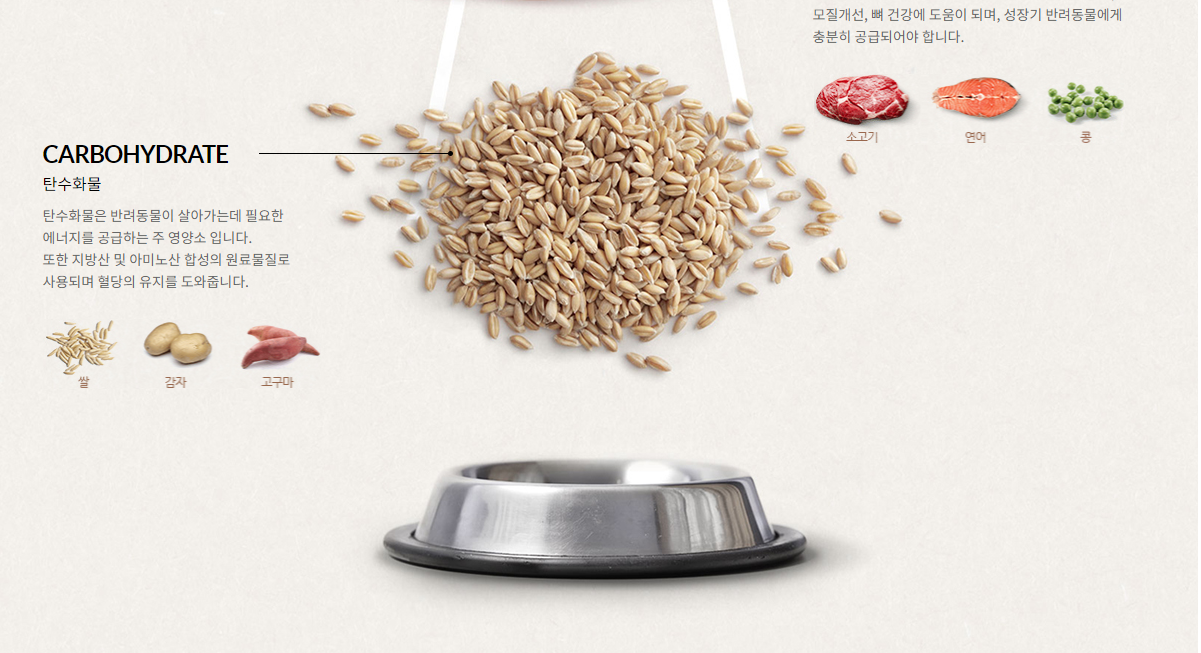 모질개선, 뼈 건강에 도움이 되며, 성장기 반려동물에게
충분히 공급되어야 합니다.
소고기
연어
콩
CARBOHYDRATE
탄수화물
탄수화물은 반려동물이 살아가는데 필요한
에너지를 공급하는 주 영양소 입니다.
또한 지방산 및 아미노산 합성의 원료물질로
사용되며 혈당의 유지를 도와줍니다.
쌀
감자
고구마